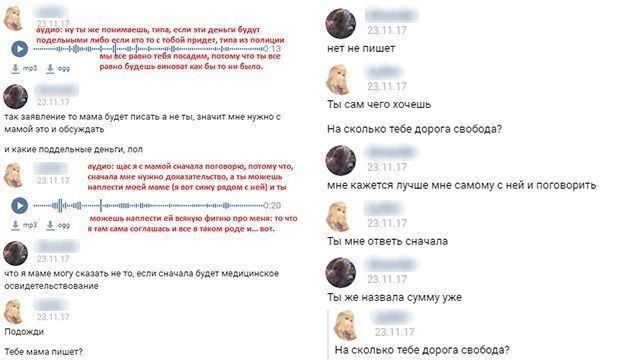 23.11.17
аудио: ну ты же понимаешь, типа, если эти деньги будут
подельными либо если кто то с тобой придет, типа из полиции
0:13
мы все равно тебя посадим, потому что ты все
равно будешь виноват как бы то ни было.
mp3 ogg
23.11.17
так заявление то мама будет писать а не ты, значит мне нужно с
мамой это и обсуждать
и какие поддельные деньги, лол
аудио: щас я с мамой сначала поговорю, потому что,
сначала мне нужно доказательство, а ты можешь
наплести моей маме (я вот сижу рядом с ней) и ты
23.11.17
0:20
можешь наплести ей всякую фигню про меня: то что
я там сама соглашась и все в таком роде и... вот.
mp3 ogg
23.11.17
что я маме могу сказать не то, если сначала будет медицинское
освидетельствование
23.11.17
Подожди
Тебе мама пишет?
23.11.17
нет не пишет
23.11.17
Ты сам чего хочешь
На сколько тебе дорога свобода?
23.11.17
мне кажется лучше мне самому с ней и поговорить
23.11.17
Ты мне ответь сначала
23.11.17
Ты же назвала сумму уже
23.11.17
На сколько тебе дорога свобода?